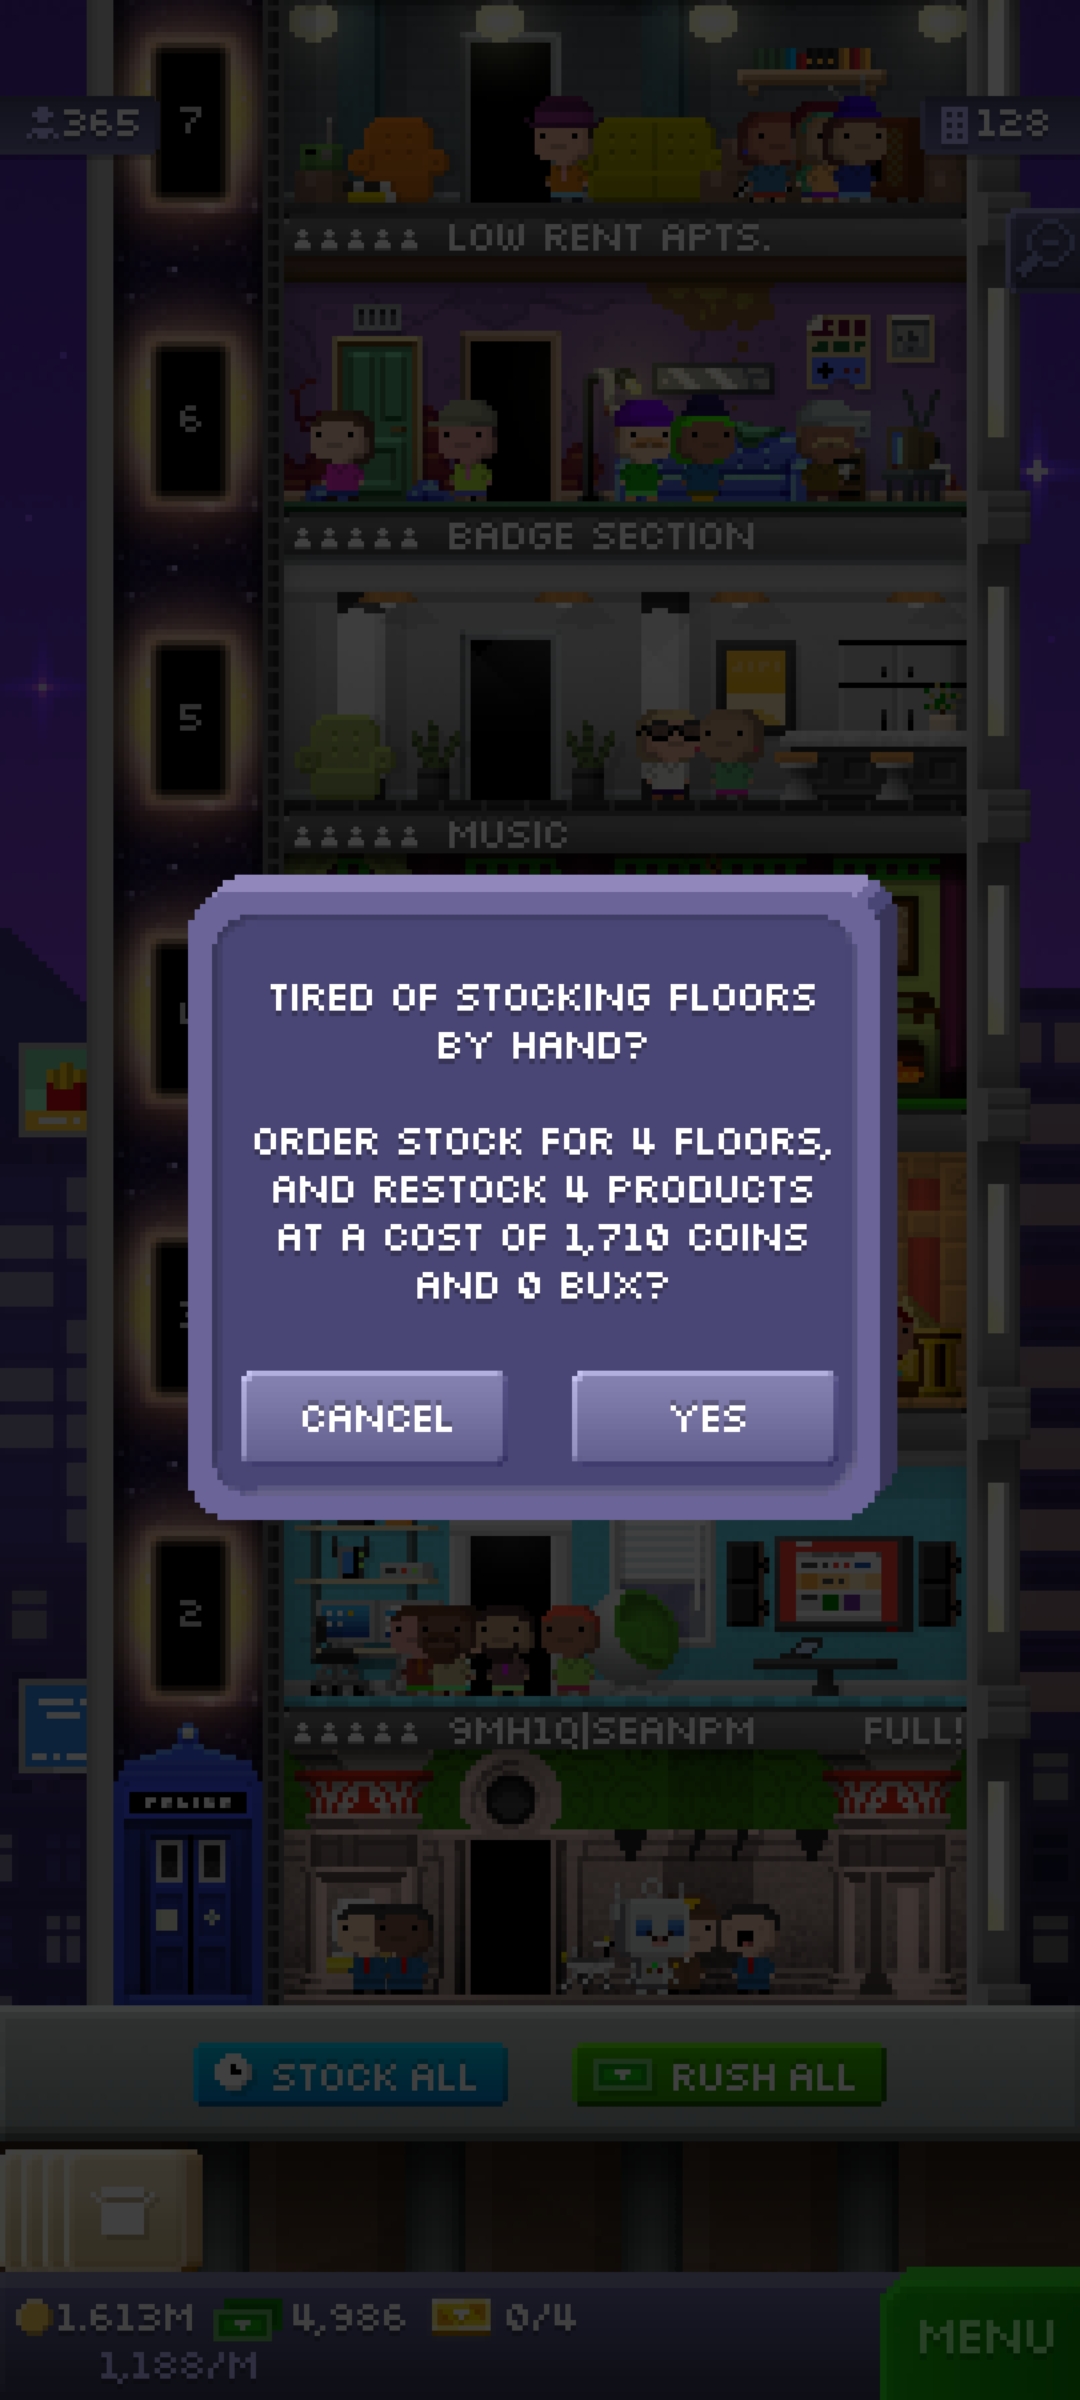 7
365
128
LOW RENT APTS.
6
BADGE SECTION
5
MUSIC
TIRED OF STOCKING FLOORS
BY HAND?
ORDER STOCK FOR 4 FLOORS,
AND RESTOCK 4 PRODUCTS
AT A COST OF 1,710 COINS
AND 0 BUX?
CANCEL
YES
2
9MH1Q|SEANPM
FULL!
POLICE
STOCK ALL
RUSH ALL
1.613M
4,986
0/4
1,188/M
MENU